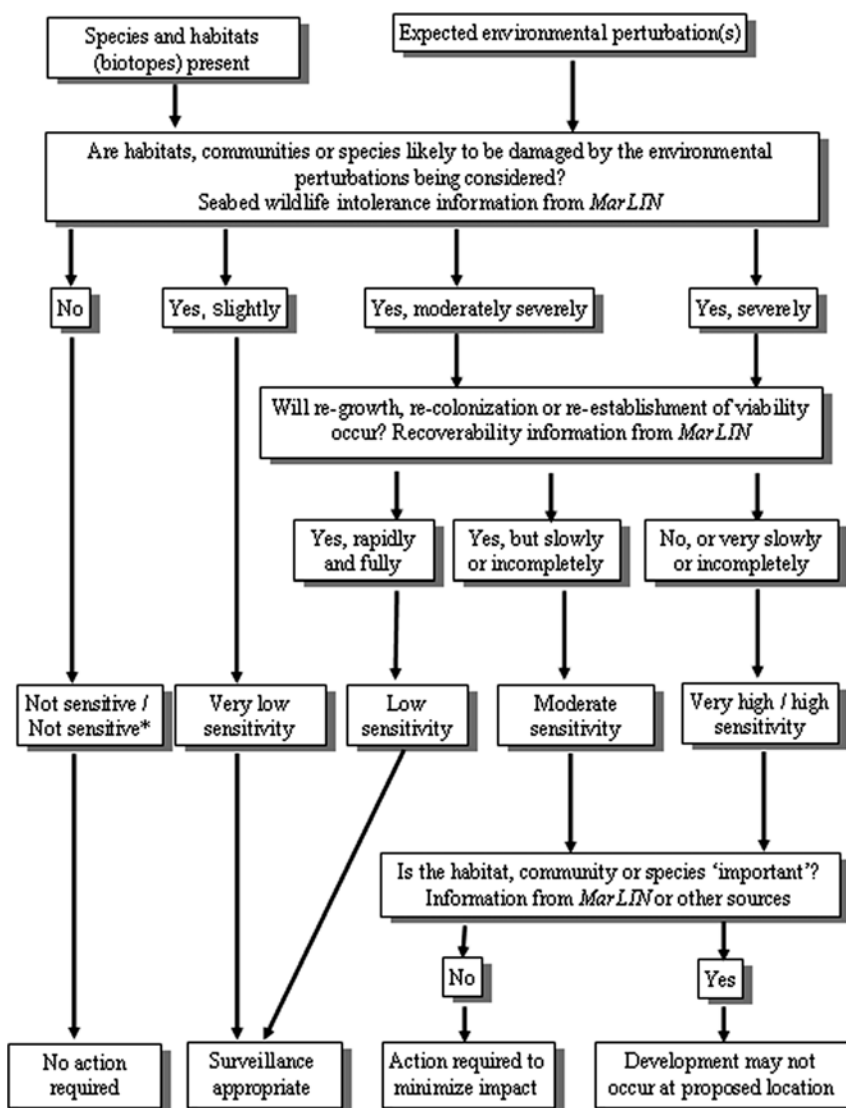 Species and habitats
(biotopes) present
Expected environmental perturbation(s)
Are habitats, communities or species likely to be damaged by the environmental
perturbations being considered?
Seabed wildlife intolerance information from MarLIN
No
Yes, slightly
Yes, moderately severely
Yes, severely
Will re-growth, re-colonization or re-establishment of viability
occur? Recoverability information from MarLIN
Yes, rapidly
and fully
Yes, but slowly
or incompletely
No, or very slowly
or incompletely
Not sensitive /
Not sensitive*
Very low
sensitivity
Low
sensitivity
Moderate
sensitivity
Very high / high
sensitivity
Is the habitat, community or species ‘important’?
Information from MarLIN or other sources
No
Yes
No action
required
Surveillance
appropriate
Action required to
minimize impact
Development may not
occur at proposed location